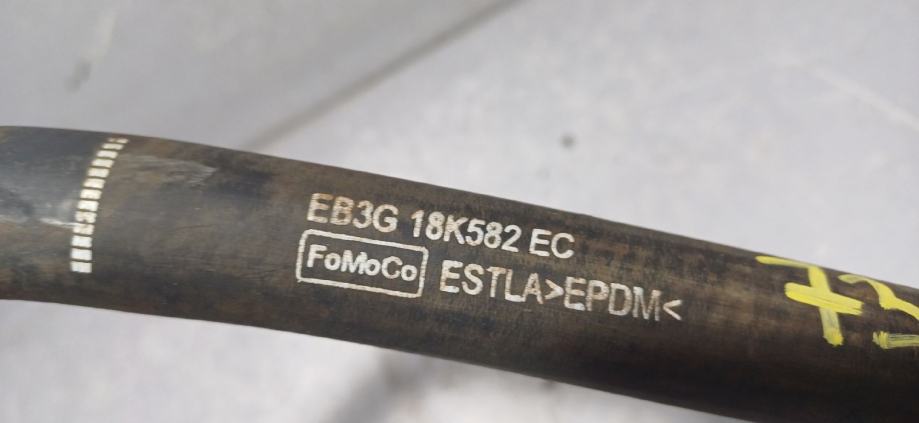 EB3G 18K582 EC
FoMoCo ESTLA>EPDM<